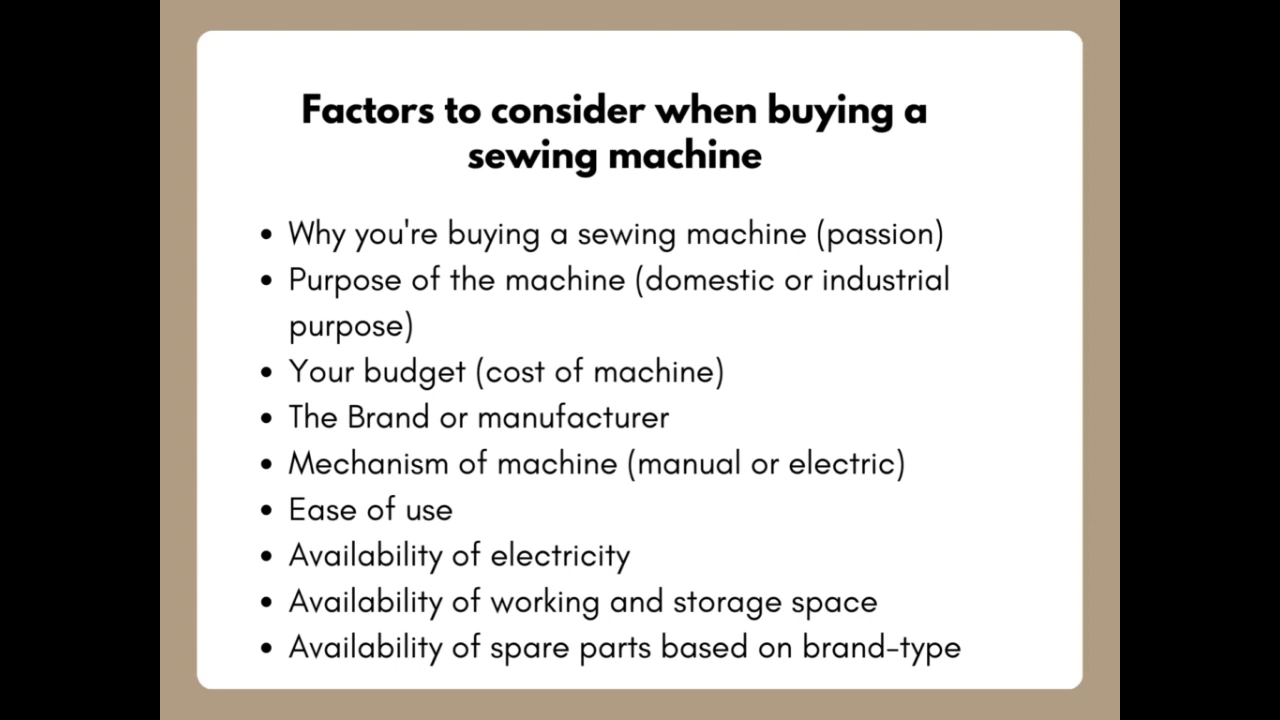 Factors to consider when buying a
sewing machine
• Why you're buying a sewing machine (passion)
• Purpose of the machine (domestic or industrial
purpose)
• Your budget (cost of machine)
• The Brand or manufacturer
• Mechanism of machine (manual or electric)
• Ease of use
• Availability of electricity
• Availability of working and storage space
• Availability of spare parts based on brand-type